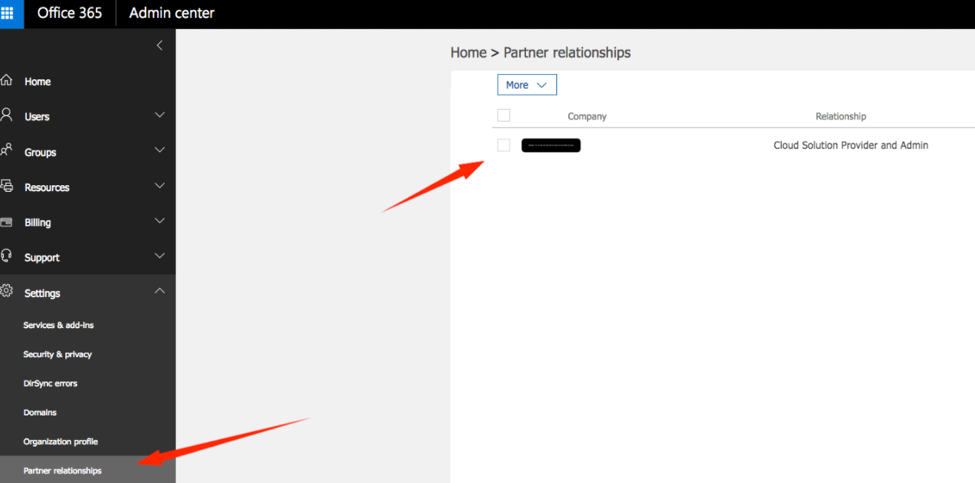 Office 365
Admin center
Home > Partner relationships
More
Company
Relationship
Cloud Solution Provider and Admin
Home
Users
Groups
Resources
Billing
Support
Settings
Services & add-ins
Security & privacy
DirSync errors
Domains
Organization profile
Partner relationships